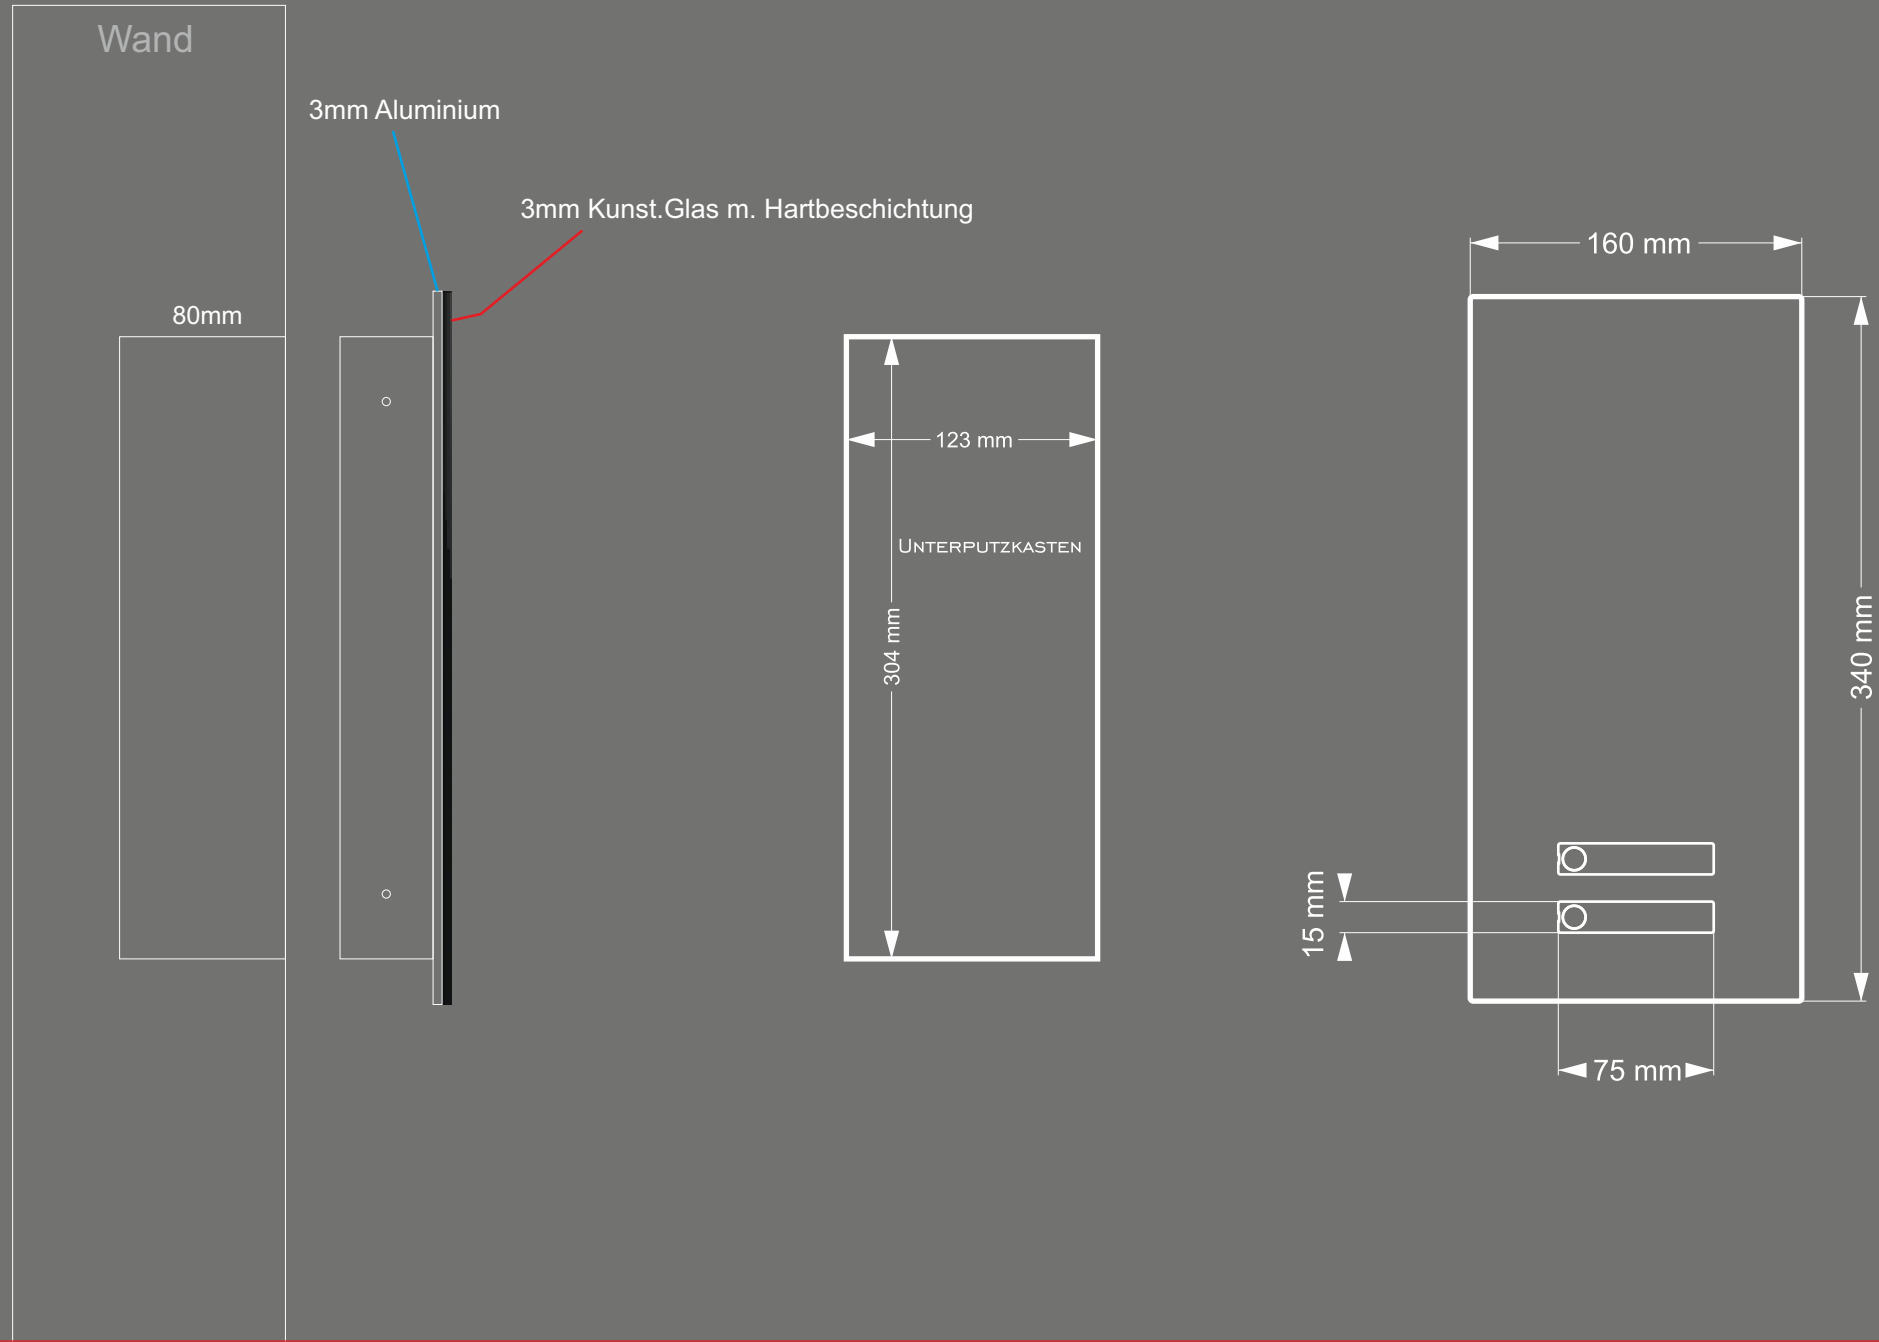 Wand
3mm Aluminium
3mm Kunst.Glas m. Hartbeschichtung
160 mm
80mm
123 mm
UNTERPUTZKASTEN
304 mm
340 mm
15 mm
75 mm